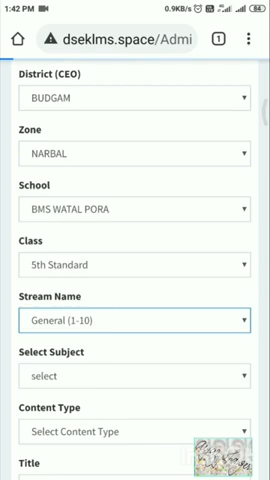 1:42 PM
0.9KB/s
84
dseklms.space/Admi
1
District (CEO)
BUDGAM
Zone
NARBAL
School
BMS WATAL PORA
Class
5th Standard
Stream Name
General (1-10)
Select Subject
select
Content Type
Select Content Type
Title